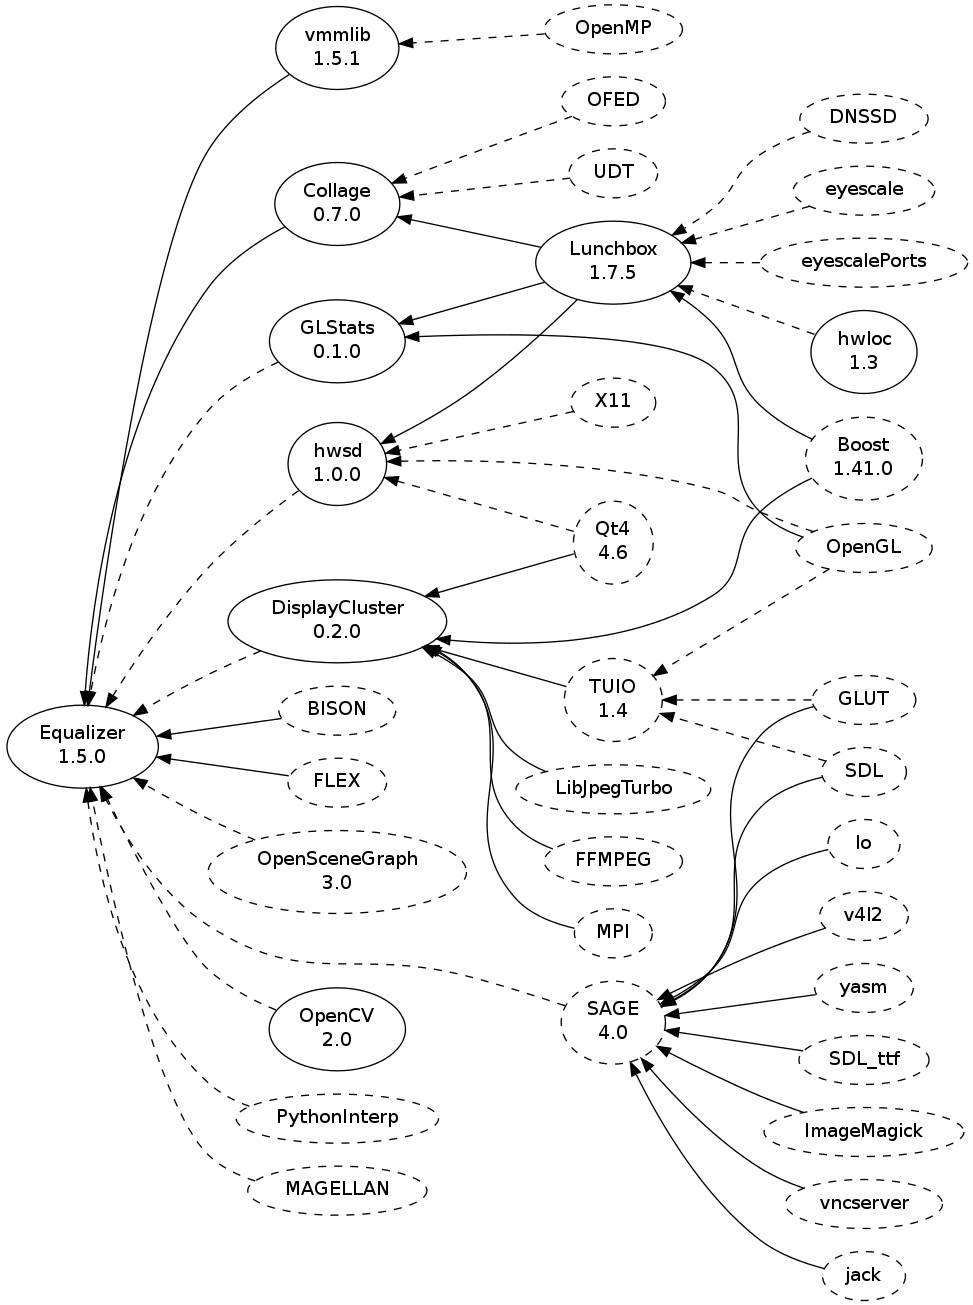 vmmlib
1.5.1
OpenMP
OFED
DNSSD
UDT
eyescale
Collage
0.7.0
Lunchbox
1.7.5
eyescalePorts
GLStats
0.1.0
hwloc
1.3
X11
hwsd
1.0.0
Boost
1.41.0
Qt4
4.6
OpenGL
DisplayCluster
0.2.0
TUIO
1.4
GLUT
BISON
Equalizer
1.5.0
FLEX
LibJpegTurbo
SDL
OpenSceneGraph
3.0
FFMPEG
lo
MPI
v4l2
OpenCV
2.0
SAGE
4.0
yasm
SDL_ttf
PythonInterp
ImageMagick
MAGELLAN
vncserver
jack